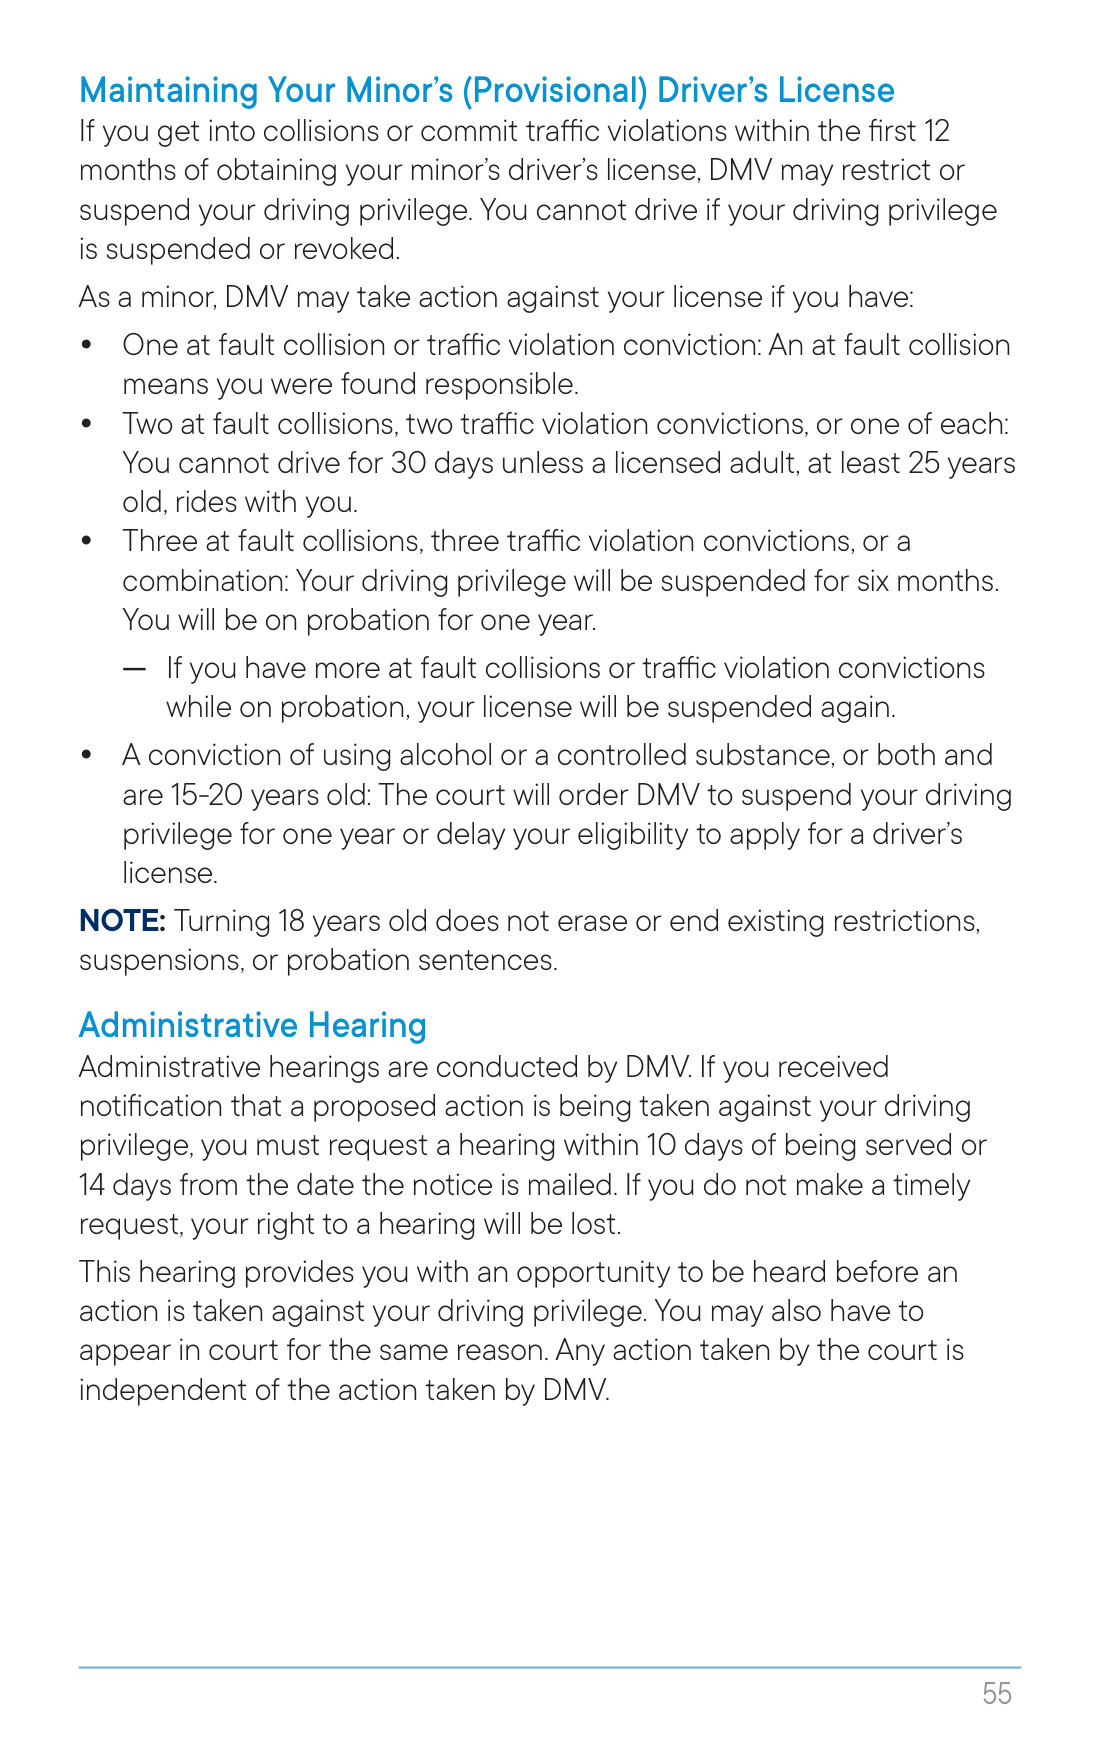 Maintaining Your Minor’s (Provisional) Driver’s License
If you get into collisions or commit traffic violations within the first 12
months of obtaining your minor’s driver’s license, DMV may restrict or
suspend your driving privilege. You cannot drive if your driving privilege
is suspended or revoked.
As a minor, DMV may take action against your license if you have:
• One at fault collision or traffic violation conviction: An at fault collision
means you were found responsible.
• Two at fault collisions, two traffic violation convictions, or one of each:
You cannot drive for 30 days unless a licensed adult, at least 25 years
old, rides with you.
• Three at fault collisions, three traffic violation convictions, or a
combination: Your driving privilege will be suspended for six months.
You will be on probation for one year.
— If you have more at fault collisions or traffic violation convictions
while on probation, your license will be suspended again.
• A conviction of using alcohol or a controlled substance, or both and
are 15-20 years old: The court will order DMV to suspend your driving
privilege for one year or delay your eligibility to apply for a driver’s
license.
NOTE: Turning 18 years old does not erase or end existing restrictions,
suspensions, or probation sentences.
Administrative Hearing
Administrative hearings are conducted by DMV. If you received
notification that a proposed action is being taken against your driving
privilege, you must request a hearing within 10 days of being served or
14 days from the date the notice is mailed. If you do not make a timely
request, your right to a hearing will be lost.
This hearing provides you with an opportunity to be heard before an
action is taken against your driving privilege. You may also have to
appear in court for the same reason. Any action taken by the court is
independent of the action taken by DMV.
55